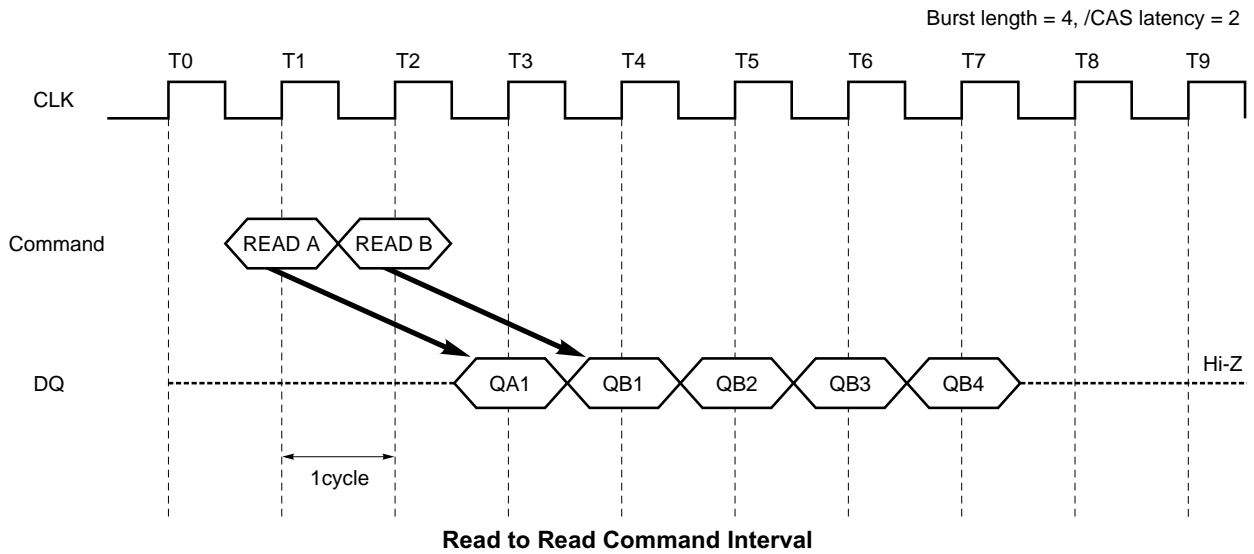 Burst length = 4, /CAS latency = 2
T0 T1 T2 T3 T4 T5 T6 T7 T8 T9
CLK
Command READ A READ B
Hi-Z
DQ QA1 QB1 QB2 QB3 QB4
1cycle
Read to Read Command Interval